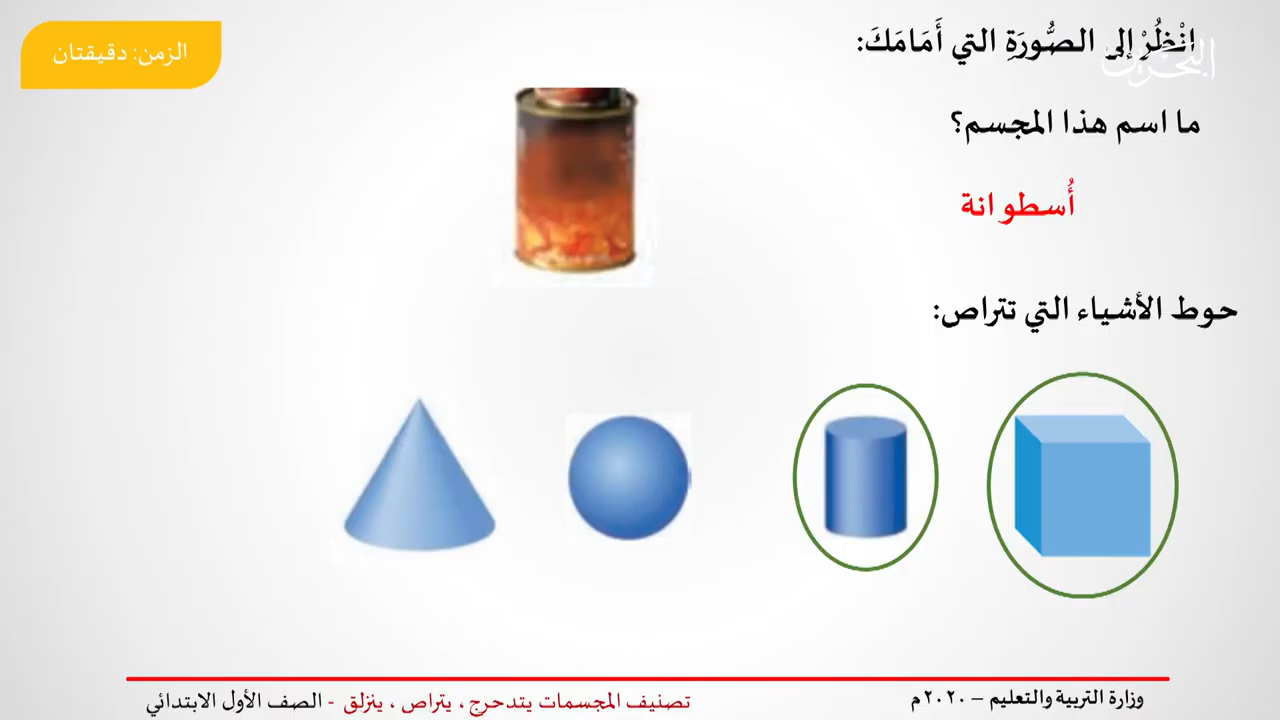 الزمن: دقيقتان
انْظُرْ إلى الصُّورَةِ التي أَمَامَكَ:
البحرين
ما اسم هذا المجسم؟
أُسطوانة
حوط الأشياء التي تتراص:
وزارة التربية والتعليم – ٢٠٢٠م
تصنيف المجسمات يتدحرج، يتراص، ينزلق - الصف الأول الابتدائي